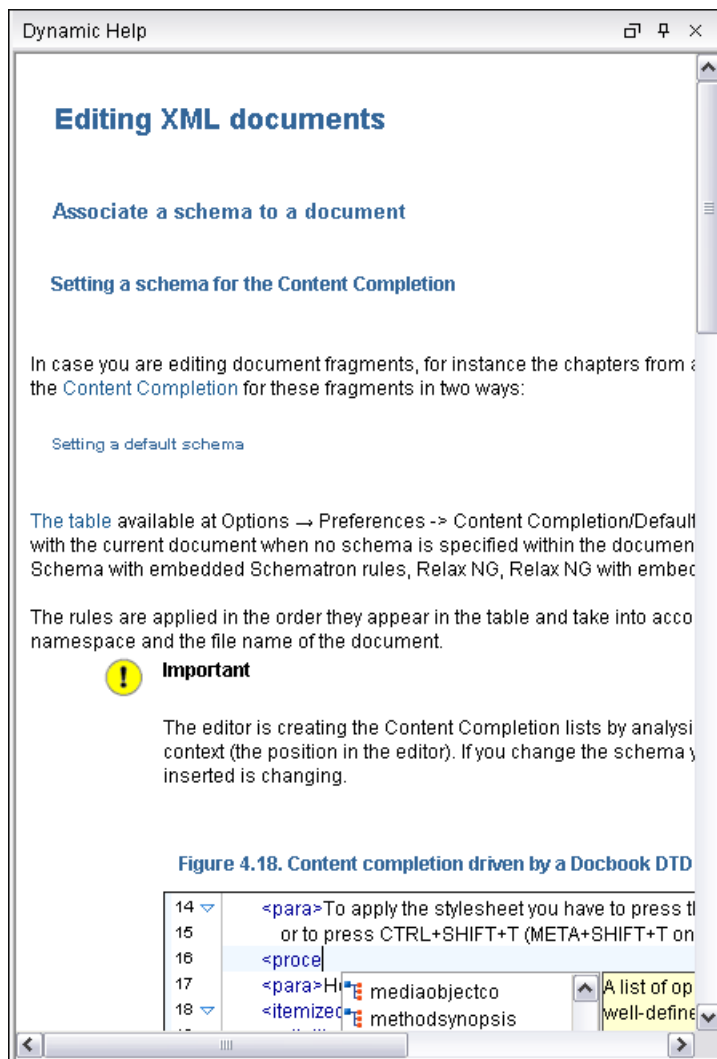 Dynamic Help
Editing XML documents
Associate a schema to a document
Setting a schema for the Content Completion
In case you are editing document fragments, for instance the chapters from
the Content Completion for these fragments in two ways:
Setting a default schema
The table available at Options → Preferences -> Content Completion/Default
with the current document when no schema is specified within the documen
Schema with embedded Schematron rules, Relax NG, Relax NG with embed
The rules are applied in the order they appear in the table and take into acco
namespace and the file name of the document.
!
Important
The editor is creating the Content Completion lists by analysi
context (the position in the editor). If you change the schema y
inserted is changing.
Figure 4.18. Content completion driven by a Docbook DTD
14 <para>To apply the stylesheet you have to press t
15 or to press CTRL+SHIFT+T (META+SHIFT+T on
16 <proce
17 <para>H
18 <itemized
mediaobjectco
methodsynopsis
A list of op
well-define